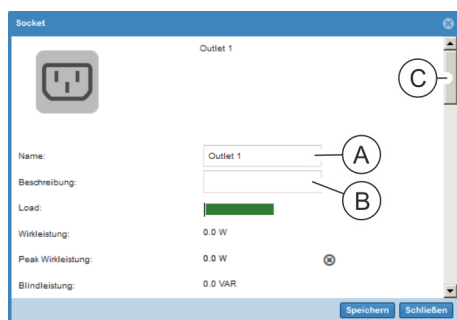 Socket
Outlet 1
C
Name: Outlet 1 A
Beschreibung: B
Load:
Wirkleistung: 0.0 W
Peak Wirkleistung: 0.0 W
Blindleistung: 0.0 VAR
Speichern Schließen